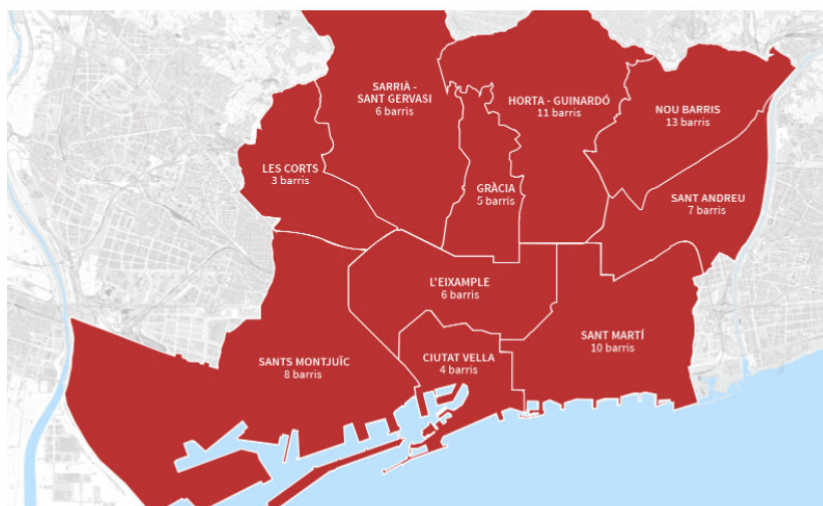 SARRIÀ -
SANT GERVASI
6 barris
HORTA - GUINARDÓ
11 barris
NOU BARRIS
13 barris
LES CORTS
3 barris
GRÀCIA
5 barris
SANT ANDREU
7 barris
L'EIXAMPLE
6 barris
SANT MARTÍ
10 barris
SANTS MONTJUÏC
8 barris
CIUTAT VELLA
4 barris